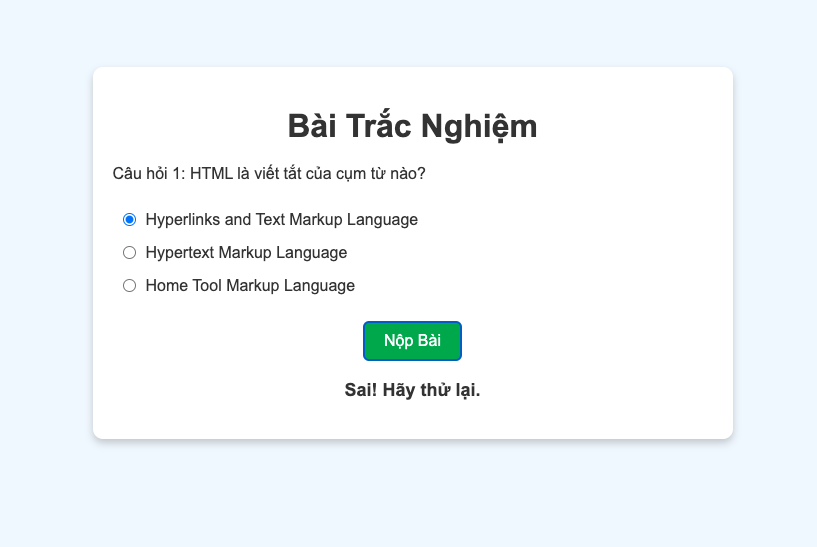 Bài Trắc Nghiệm
Câu hỏi 1: HTML là viết tắt của cụm từ nào?
Hyperlinks and Text Markup Language
Hypertext Markup Language
Home Tool Markup Language
Nộp Bài
Sai! Hãy thử lại.